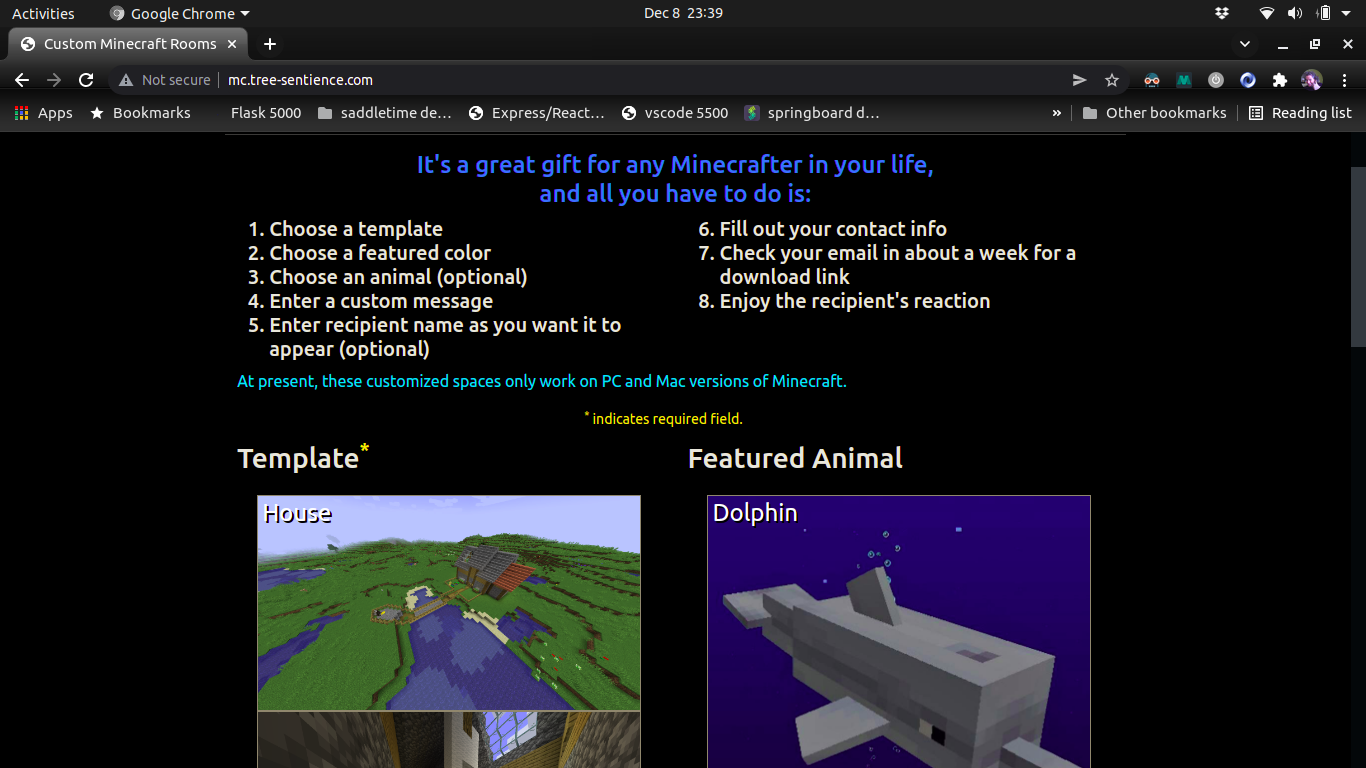 Activities
Google Chrome
Dec 8 23:39
Custom Minecraft Rooms
Not secure
mc.tree-sentience.com
Apps
Bookmarks
Flask 5000
saddletime de...
Express/React...
vscode 5500
springboard d...
»
Other bookmarks
Reading list
It's a great gift for any Minecrafter in your life,
and all you have to do is:
1. Choose a template
2. Choose a featured color
3. Choose an animal (optional)
4. Enter a custom message
5. Enter recipient name as you want it to
appear (optional)
6. Fill out your contact info
7. Check your email in about a week for a
download link
8. Enjoy the recipient's reaction
At present, these customized spaces only work on PC and Mac versions of Minecraft.
* indicates required field.
Template*
Featured Animal
House
Dolphin